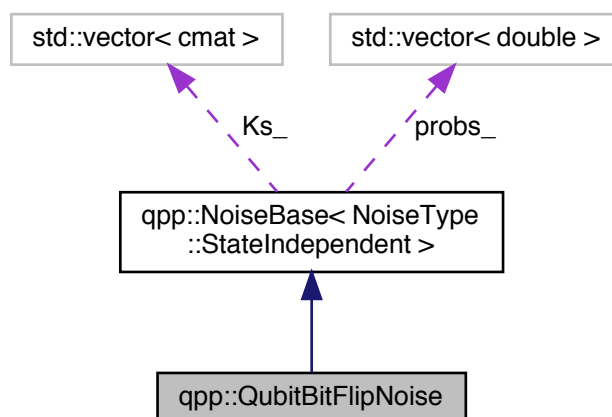 std::vector< cmat >
std::vector< double >
Ks_
probs_
qpp::NoiseBase< NoiseType
::StateIndependent >
qpp::QubitBitFlipNoise